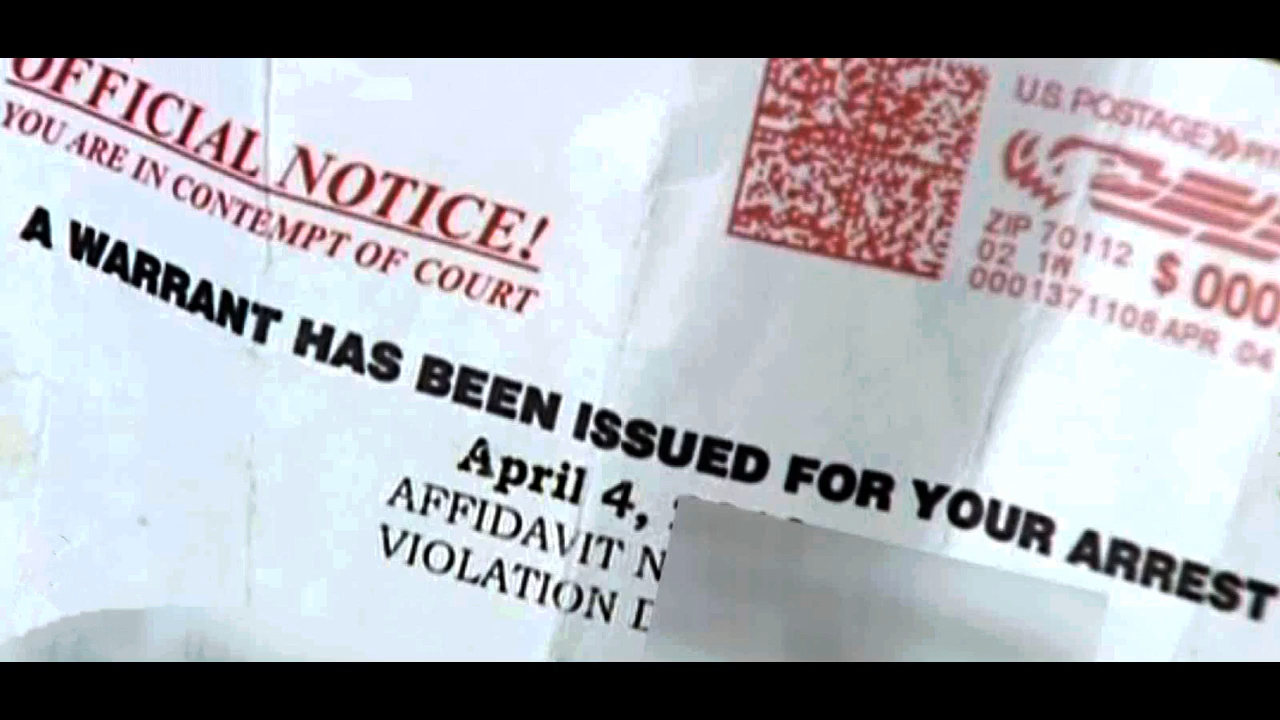 OFFICIAL NOTICE!
YOU ARE IN CONTEMPT OF COURT
A WARRANT HAS BEEN ISSUED FOR YOUR ARREST
April 4,
AFFIDAVIT N
VIOLATION D
U.S. POSTAGE
ZIP 70112 $ 000
02 1W
0001371108 APR 04